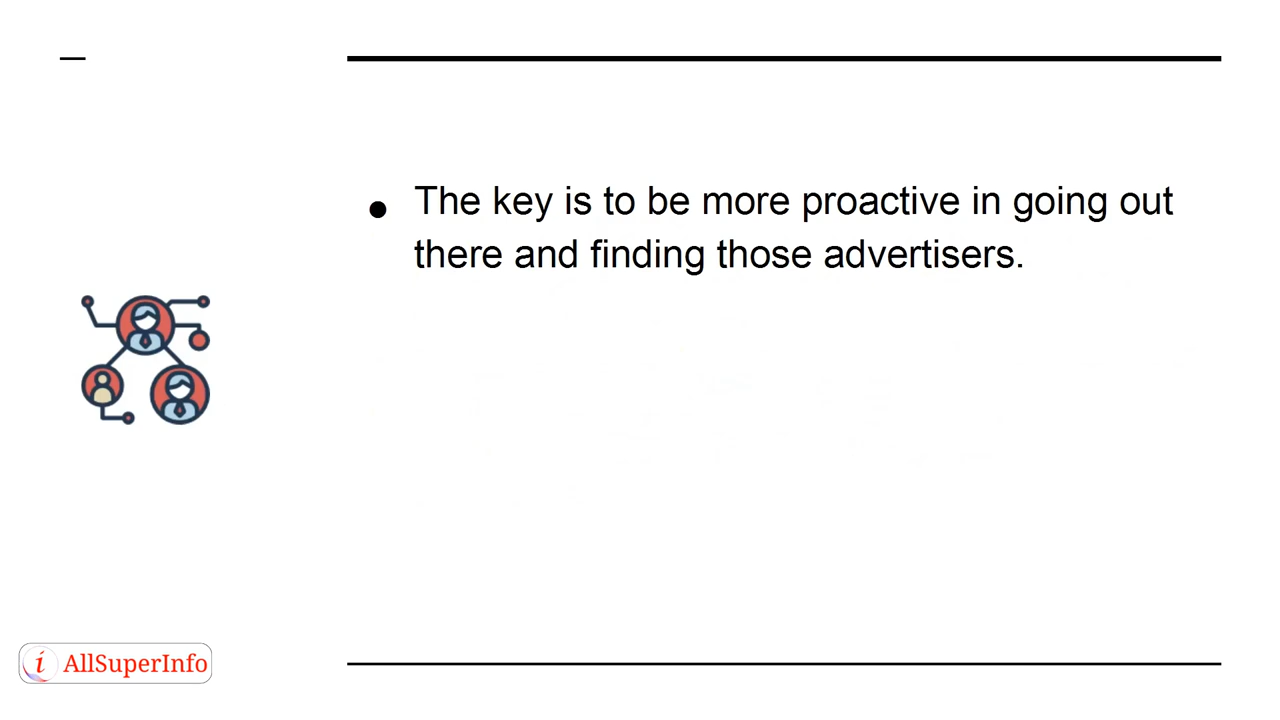 • The key is to be more proactive in going out
there and finding those advertisers.
i AllSuperInfo